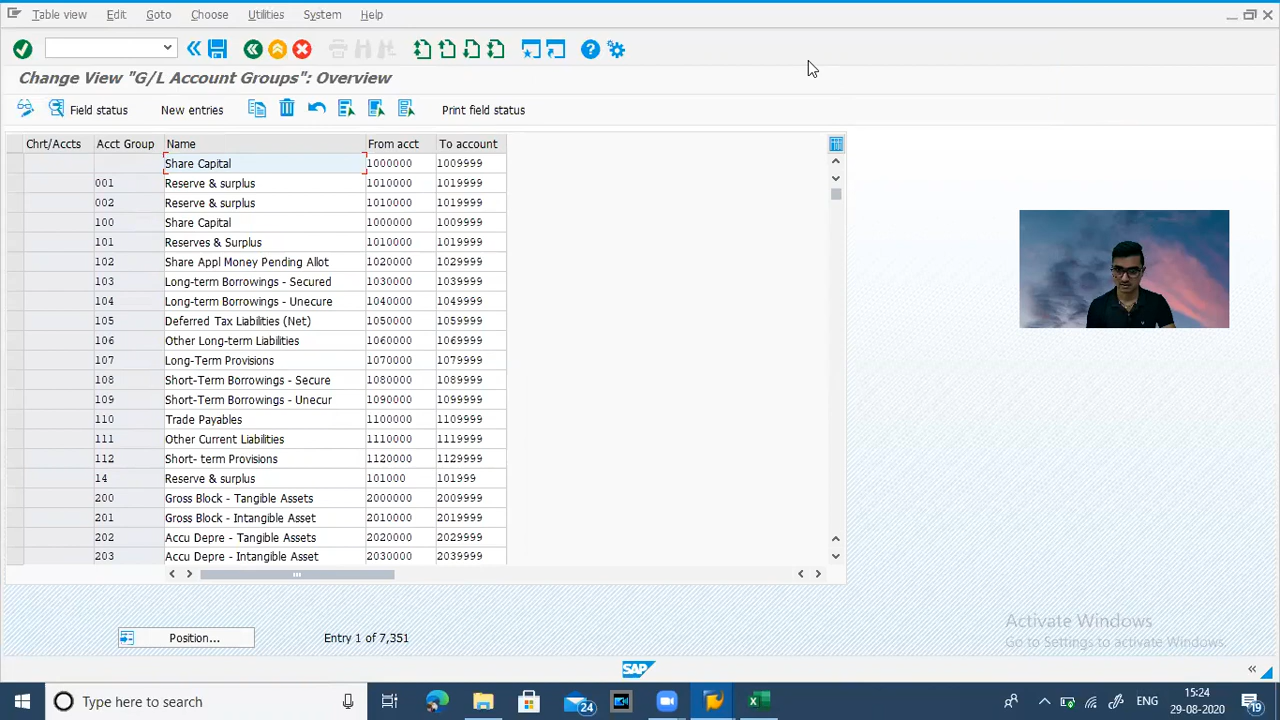 Table view Edit Goto Choose Utilities System Help
Change View "G/L Account Groups": Overview
Field status New entries Print field status
Chrt/Accts Acct Group Name From acct To account
Share Capital 1000000 1009999
001 Reserve & surplus 1010000 1019999
002 Reserve & surplus 1010000 1019999
100 Share Capital 1000000 1009999
101 Reserves & Surplus 1010000 1019999
102 Share Appl Money Pending Allot 1020000 1029999
103 Long-term Borrowings - Secured 1030000 1039999
104 Long-term Borrowings - Unecure 1040000 1049999
105 Deferred Tax Liabilities (Net) 1050000 1059999
106 Other Long-term Liabilities 1060000 1069999
107 Long-Term Provisions 1070000 1079999
108 Short-Term Borrowings - Secure 1080000 1089999
109 Short-Term Borrowings - Unecur 1090000 1099999
110 Trade Payables 1100000 1109999
111 Other Current Liabilities 1110000 1119999
112 Short- term Provisions 1120000 1129999
14 Reserve & surplus 101000 101999
200 Gross Block - Tangible Assets 2000000 2009999
201 Gross Block - Intangible Asset 2010000 2019999
202 Accu Depre - Tangible Assets 2020000 2029999
203 Accu Depre - Intangible Asset 2030000 2039999
Position... Entry 1 of 7,351
Activate Windows
Go to Settings to activate Windows.
SAP
Type here to search 24 ENG 15:24
29-08-2020 19